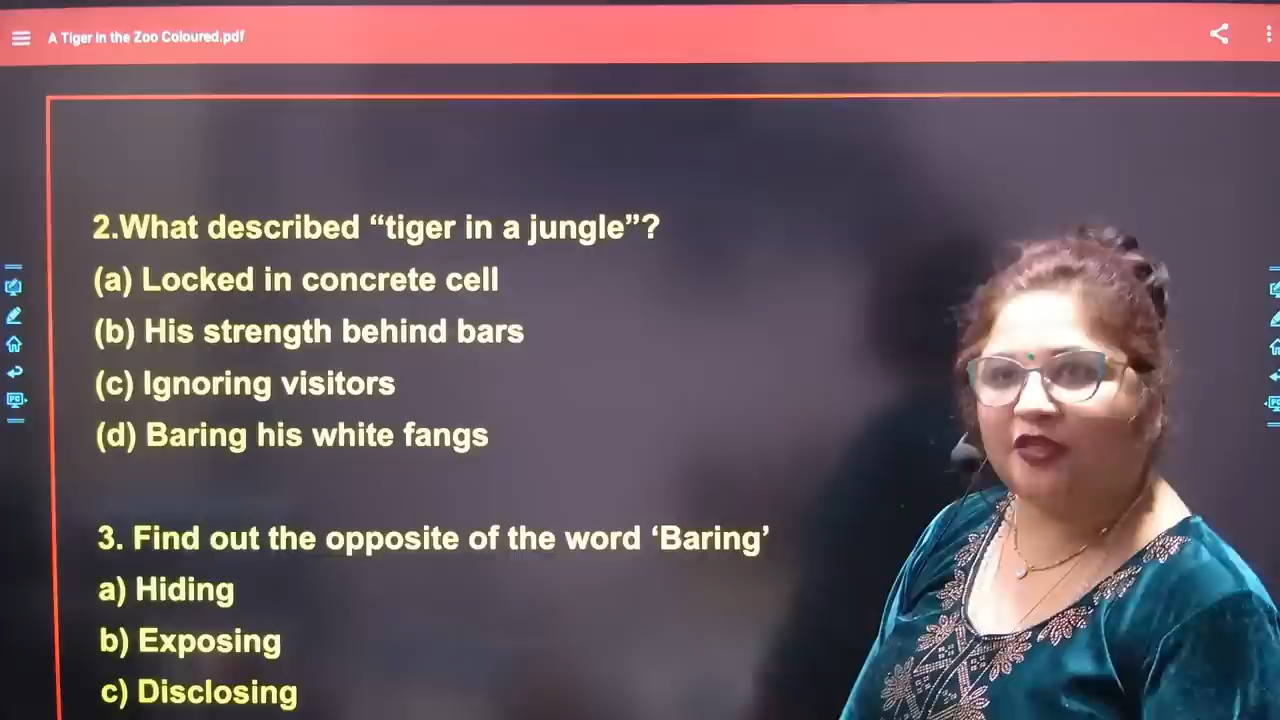 A Tiger in the Zoo Coloured.pdf
2.What described “tiger in a jungle”?
(a) Locked in concrete cell
(b) His strength behind bars
(c) Ignoring visitors
(d) Baring his white fangs
3. Find out the opposite of the word ‘Baring’
a) Hiding
b) Exposing
c) Disclosing